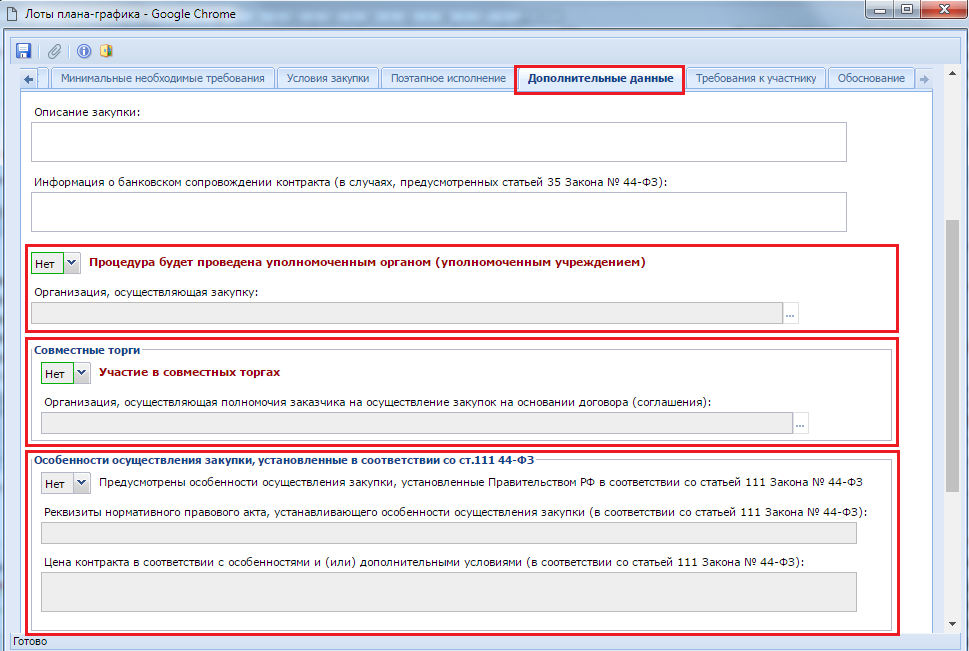 Лоты плана-графика - Google Chrome
Минимальные необходимые требования
Условия закупки
Поэтапное исполнение
Дополнительные данные
Требования к участнику
Обоснование
Описание закупки:
Информация о банковском сопровождении контракта (в случаях, предусмотренных статьей 35 Закона № 44-ФЗ):
Нет Процедура будет проведена уполномоченным органом (уполномоченным учреждением)
Организация, осуществляющая закупку:
...
Совместные торги
Нет Участие в совместных торгах
Организация, осуществляющая полномочия заказчика на осуществление закупок на основании договора (соглашения):
...
Особенности осуществления закупки, установленные в соответствии со ст.111 44-ФЗ
Нет Предусмотрены особенности осуществления закупки, установленные Правительством РФ в соответствии со статьей 111 Закона № 44-ФЗ
Реквизиты нормативного правового акта, устанавливающего особенности осуществления закупки (в соответствии со статьей 111 Закона № 44-ФЗ):
Цена контракта в соответствии с особенностями и (или) дополнительными условиями (в соответствии со статьей 111 Закона № 44-ФЗ):
Готово